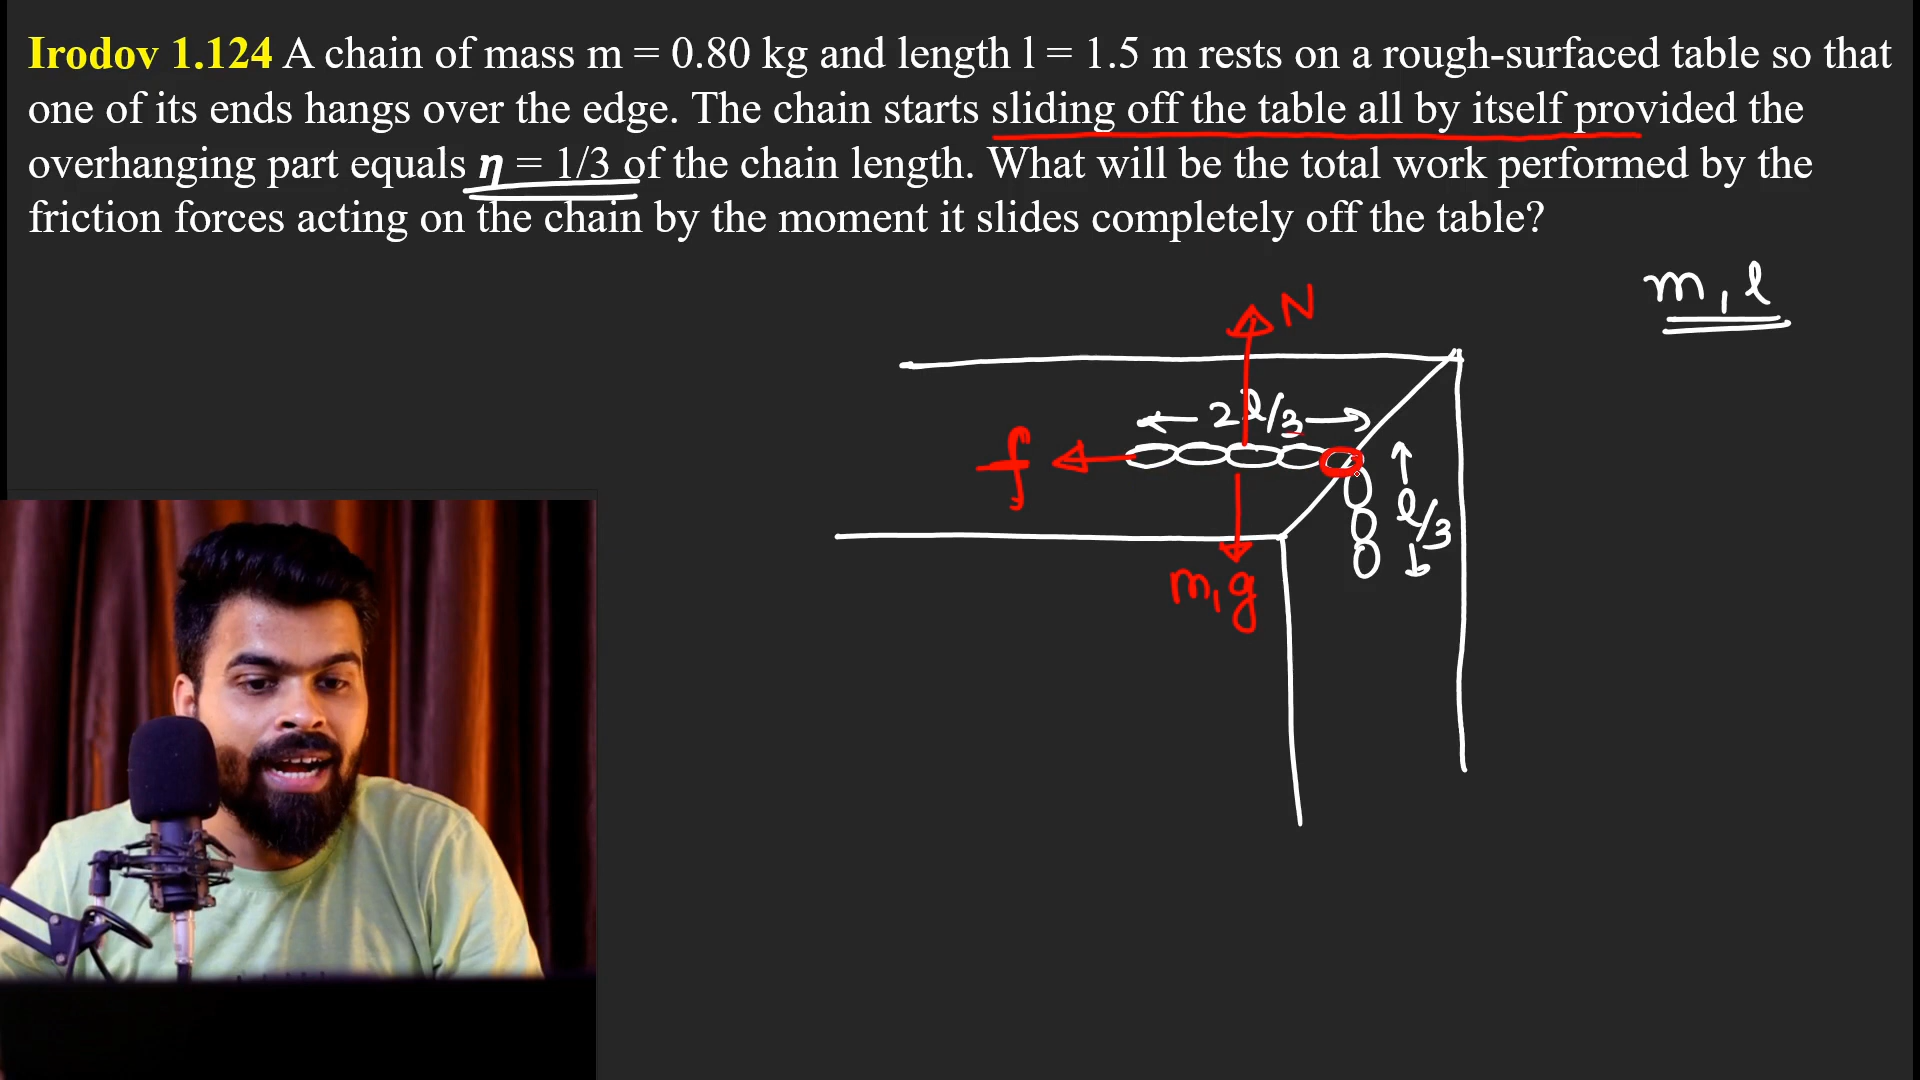 Irodov 1.124 A chain of mass m = 0.80 kg and length l = 1.5 m rests on a rough-surfaced table so that
one of its ends hangs over the edge. The chain starts sliding off the table all by itself provided the
overhanging part equals η = 1/3 of the chain length. What will be the total work performed by the
friction forces acting on the chain by the moment it slides completely off the table?
m, l
N
2l/3
f
l/3
m₁g